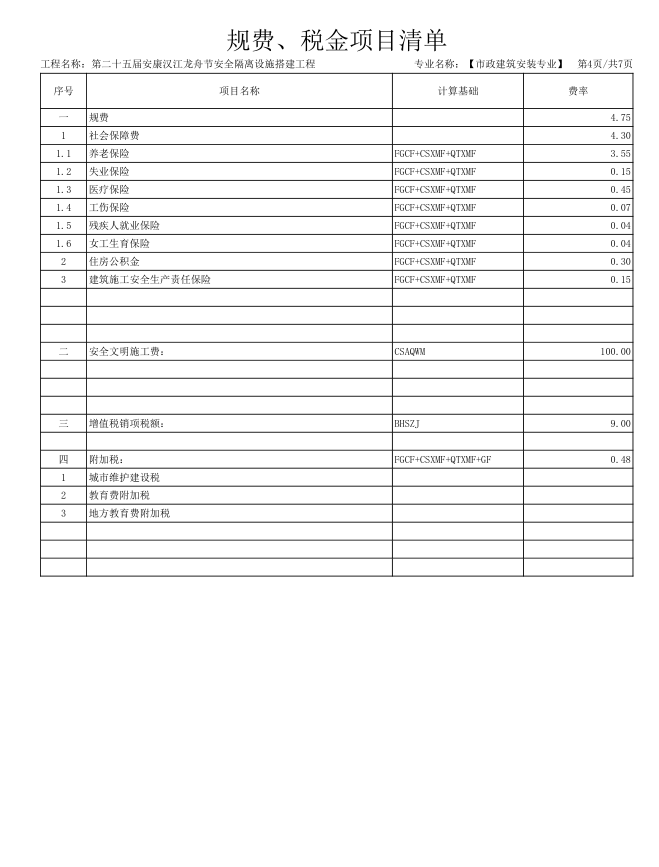 规费、税金项目清单
工程名称: 第二十五届安康汉江龙舟节安全隔离设施搭建工程 专业名称: 【市政建筑安装专业】 第4页/共7页
序号 项目名称 计算基础 费率
一 规费 4.75
1 社会保障费 4.30
1.1 养老保险 FGCF+CSXMF+QTXMF 3.55
1.2 失业保险 FGCF+CSXMF+QTXMF 0.15
1.3 医疗保险 FGCF+CSXMF+QTXMF 0.45
1.4 工伤保险 FGCF+CSXMF+QTXMF 0.07
1.5 残疾人就业保险 FGCF+CSXMF+QTXMF 0.04
1.6 女工生育保险 FGCF+CSXMF+QTXMF 0.04
2 住房公积金 FGCF+CSXMF+QTXMF 0.30
3 建筑施工安全生产责任保险 FGCF+CSXMF+QTXMF 0.15
二 安全文明施工费: CSAQWM 100.00
三 增值税销项税额: BHSZJ 9.00
四 附加税: FGCF+CSXMF+QTXMF+GF 0.48
1 城市维护建设税
2 教育费附加税
3 地方教育费附加税